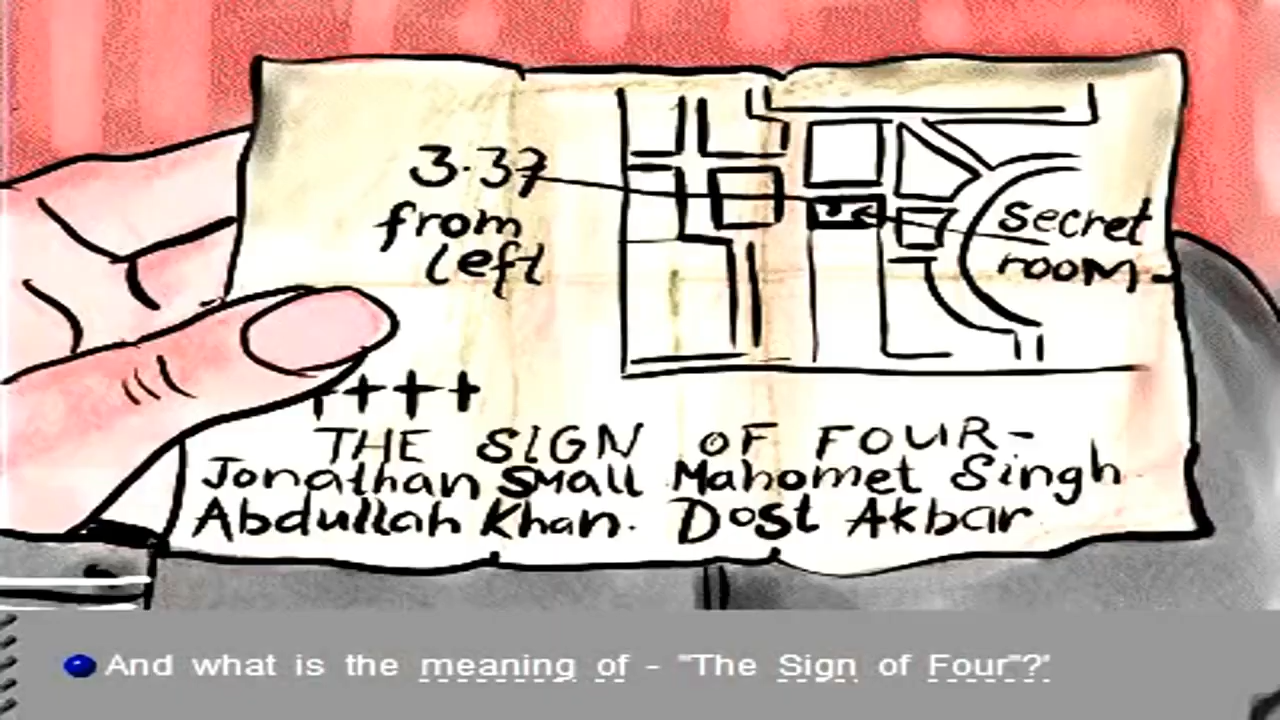 3.37
from
left
secret
room-
++++
THE SIGN OF FOUR-
Jonathan Small Mahomet Singh
Abdullah Khan. Dost Akbar
And what is the meaning of - "The Sign of Four"?'